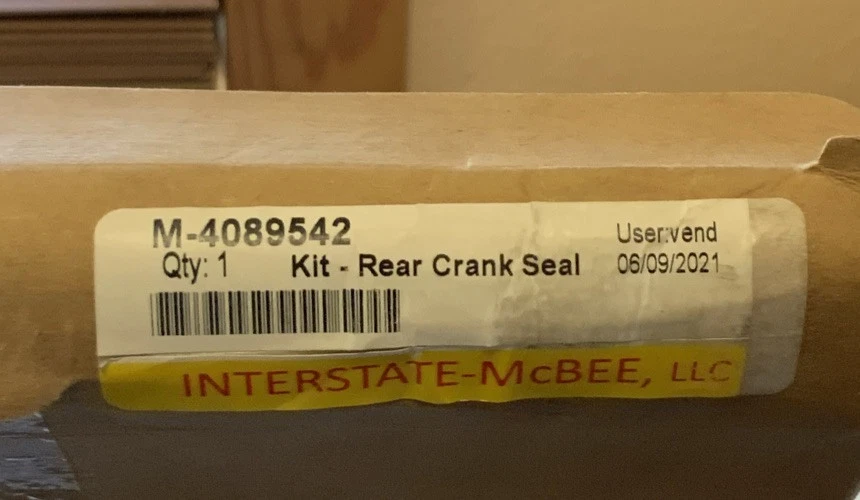 M-4089542 User:vend
Qty: 1 Kit - Rear Crank Seal 06/09/2021
INTERSTATE-McBEE, LLC